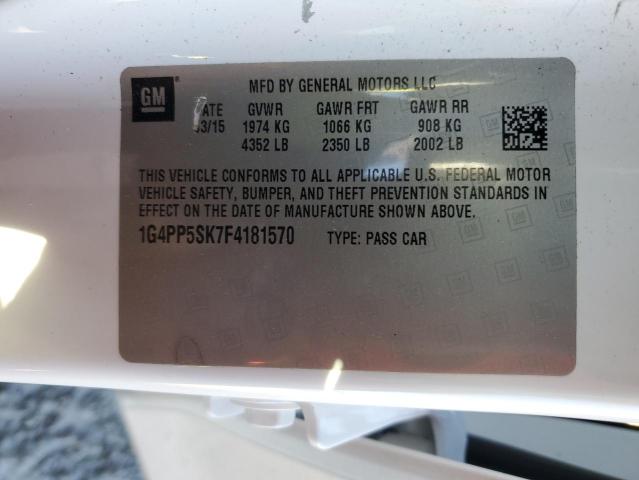 GM
MFD BY GENERAL MOTORS LLC
DATE GVWR GAWR FRT GAWR RR
03/15 1974 KG 1066 KG 908 KG
4352 LB 2350 LB 2002 LB
THIS VEHICLE CONFORMS TO ALL APPLICABLE U.S. FEDERAL MOTOR
VEHICLE SAFETY, BUMPER, AND THEFT PREVENTION STANDARDS IN
EFFECT ON THE DATE OF MANUFACTURE SHOWN ABOVE.
1G4PP5SK7F4181570 TYPE: PASS CAR